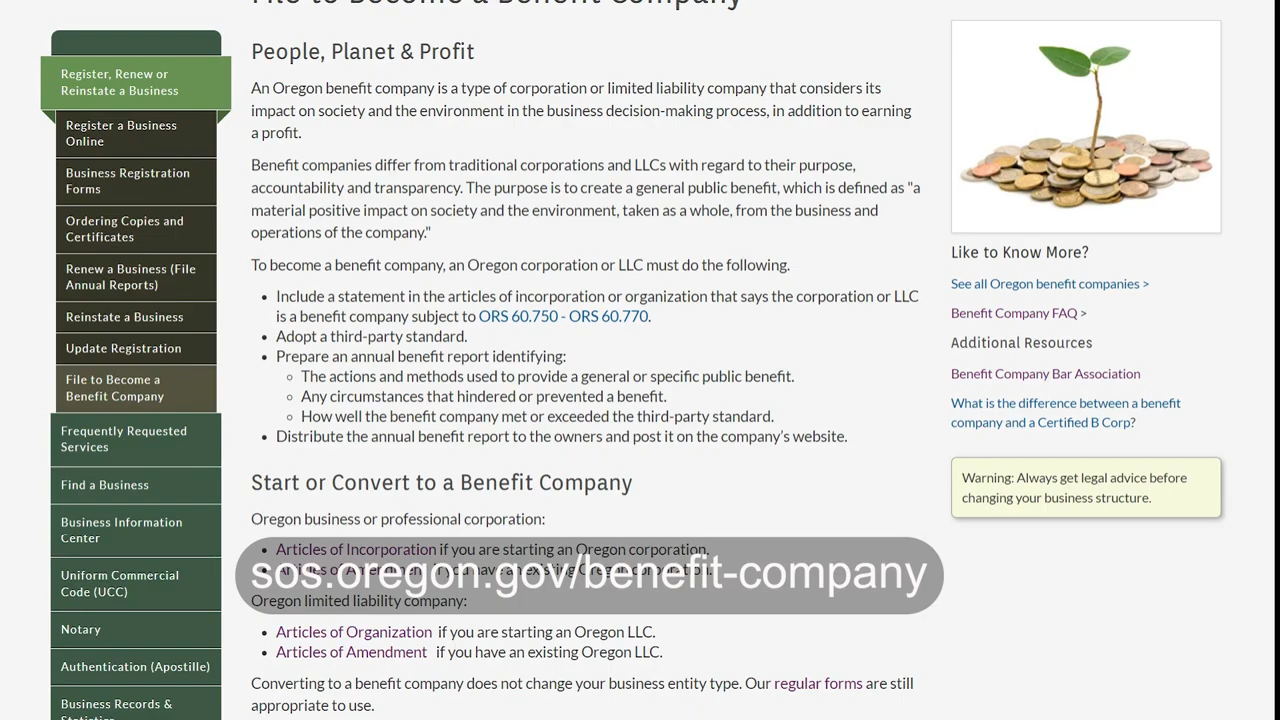 File to Become a Benefit Company
Register, Renew or
Reinstate a Business
Register a Business
Online
Business Registration
Forms
Ordering Copies and
Certificates
Renew a Business (File
Annual Reports)
Reinstate a Business
Update Registration
File to Become a
Benefit Company
Frequently Requested
Services
Find a Business
Business Information
Center
Uniform Commercial
Code (UCC)
Notary
Authentication (Apostille)
Business Records &
Statistics
People, Planet & Profit
An Oregon benefit company is a type of corporation or limited liability company that considers its
impact on society and the environment in the business decision-making process, in addition to earning
a profit.
Benefit companies differ from traditional corporations and LLCs with regard to their purpose,
accountability and transparency. The purpose is to create a general public benefit, which is defined as "a
material positive impact on society and the environment, taken as a whole, from the business and
operations of the company."
To become a benefit company, an Oregon corporation or LLC must do the following.
• Include a statement in the articles of incorporation or organization that says the corporation or LLC
is a benefit company subject to ORS 60.750 - ORS 60.770.
• Adopt a third-party standard.
• Prepare an annual benefit report identifying:
◦ The actions and methods used to provide a general or specific public benefit.
◦ Any circumstances that hindered or prevented a benefit.
◦ How well the benefit company met or exceeded the third-party standard.
• Distribute the annual benefit report to the owners and post it on the company's website.
Start or Convert to a Benefit Company
Oregon business or professional corporation:
• Articles of Incorporation if you are starting an Oregon corporation.
• Articles of Amendment if you have an existing Oregon corporation.
sos.oregon.gov/benefit-company
Oregon limited liability company:
• Articles of Organization if you are starting an Oregon LLC.
• Articles of Amendment if you have an existing Oregon LLC.
Converting to a benefit company does not change your business entity type. Our regular forms are still
appropriate to use.
Like to Know More?
See all Oregon benefit companies >
Benefit Company FAQ >
Additional Resources
Benefit Company Bar Association
What is the difference between a benefit
company and a Certified B Corp?
Warning: Always get legal advice before
changing your business structure.